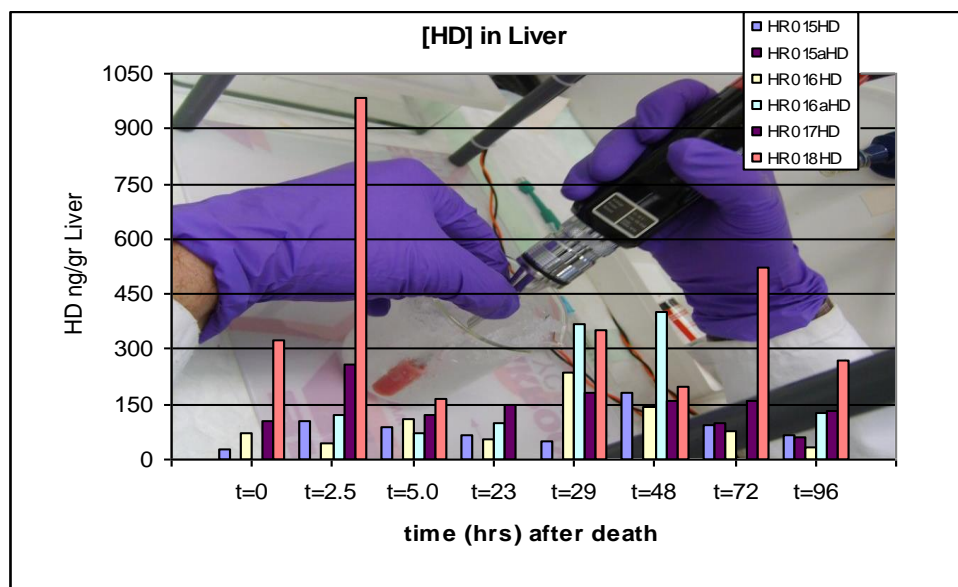 [HD] in Liver
HR015HD
HR015aHD
HR016HD
HR016aHD
HR017HD
HR018HD
HD ng/gr Liver
1050
900
750
600
450
300
150
0
t=0 t=2.5 t=5.0 t=23 t=29 t=48 t=72 t=96
time (hrs) after death